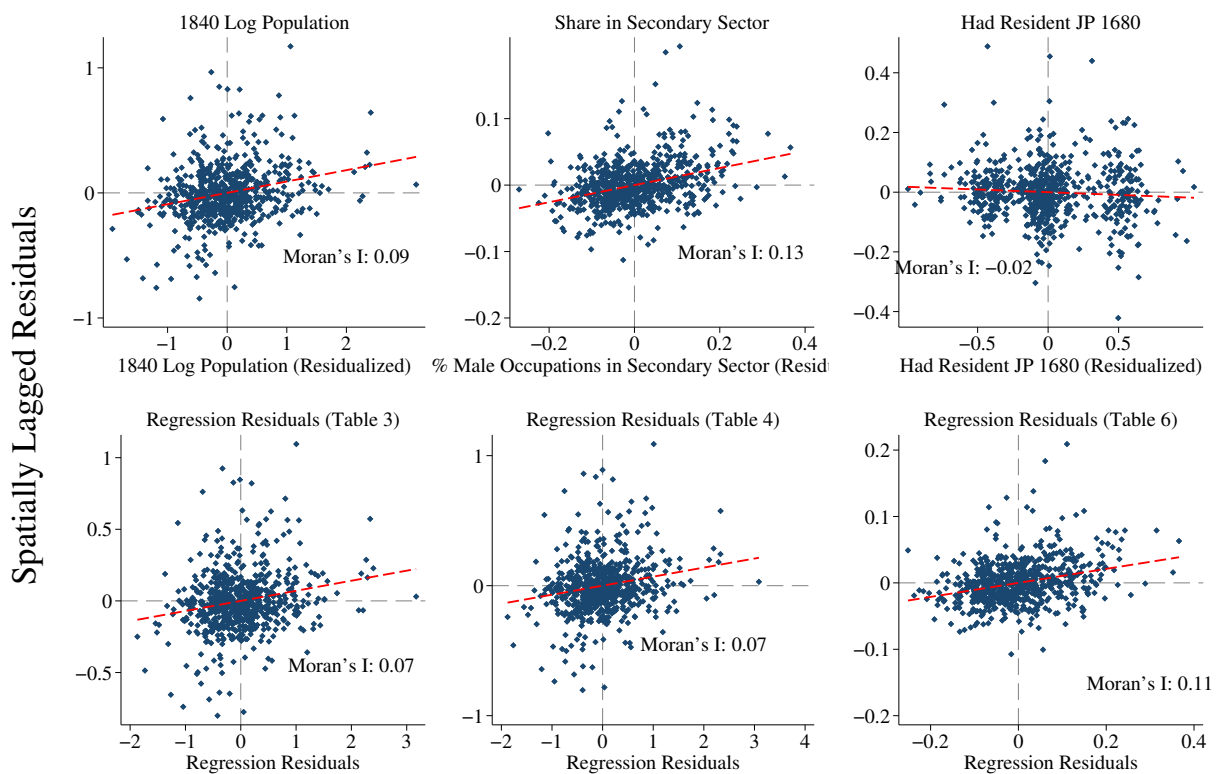 Spatially Lagged Residuals
1840 Log Population
1
0
−1
−1 0 1 2 3
1840 Log Population (Residualized)
Moran's I: 0.09
Share in Secondary Sector
0.1
0
−0.1
−0.2
−0.2 0 0.2 0.4
% Male Occupations in Secondary Sector (Resid
Moran's I: 0.13
Had Resident JP 1680
0.4
0.2
0
−0.2
−0.4
−0.5 0 0.5
Had Resident JP 1680 (Residualized)
Moran's I: −0.02
Regression Residuals (Table 3)
1
0.5
0
−0.5
−2 −1 0 1 2 3
Regression Residuals
Moran's I: 0.07
Regression Residuals (Table 4)
1
0
−1
−2 −1 0 1 2 3 4
Regression Residuals
Moran's I: 0.07
Regression Residuals (Table 6)
0.2
0.1
0
−0.1
−0.2
−0.2 0 0.2 0.4
Regression Residuals
Moran's I: 0.11